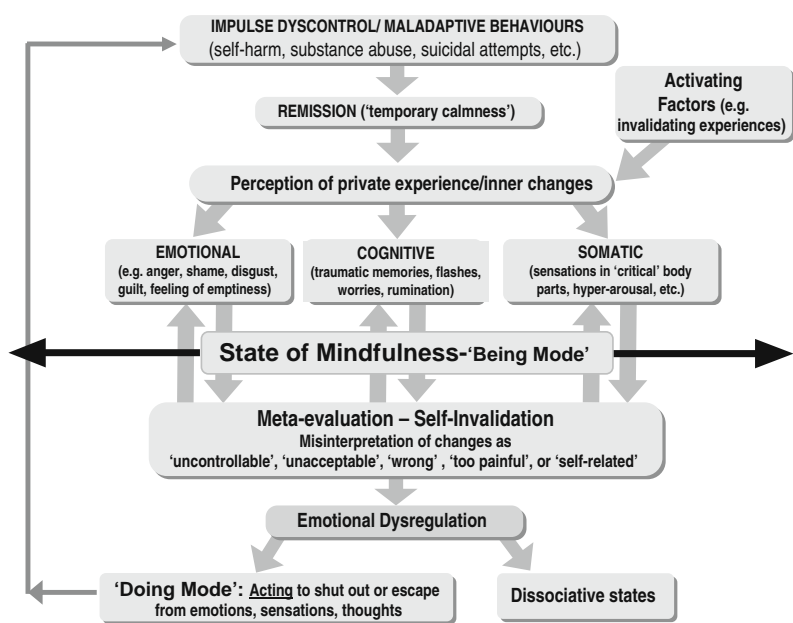 IMPULSE DYSCONTROL/ MALADAPTIVE BEHAVIOURS
(self-harm, substance abuse, suicidal attempts, etc.)
REMISSION (‘temporary calmness’)
Activating
Factors (e.g.
invalidating experiences)
Perception of private experience/inner changes
EMOTIONAL
(e.g. anger, shame, disgust,
guilt, feeling of emptiness)
COGNITIVE
(traumatic memories, flashes,
worries, rumination)
SOMATIC
(sensations in ‘critical’ body
parts, hyper-arousal, etc.)
State of Mindfulness-‘Being Mode’
Meta-evaluation – Self-Invalidation
Misinterpretation of changes as
‘uncontrollable’, ‘unacceptable’, ‘wrong’ , ‘too painful’, or ‘self-related’
Emotional Dysregulation
‘Doing Mode’: Acting to shut out or escape
from emotions, sensations, thoughts
Dissociative states